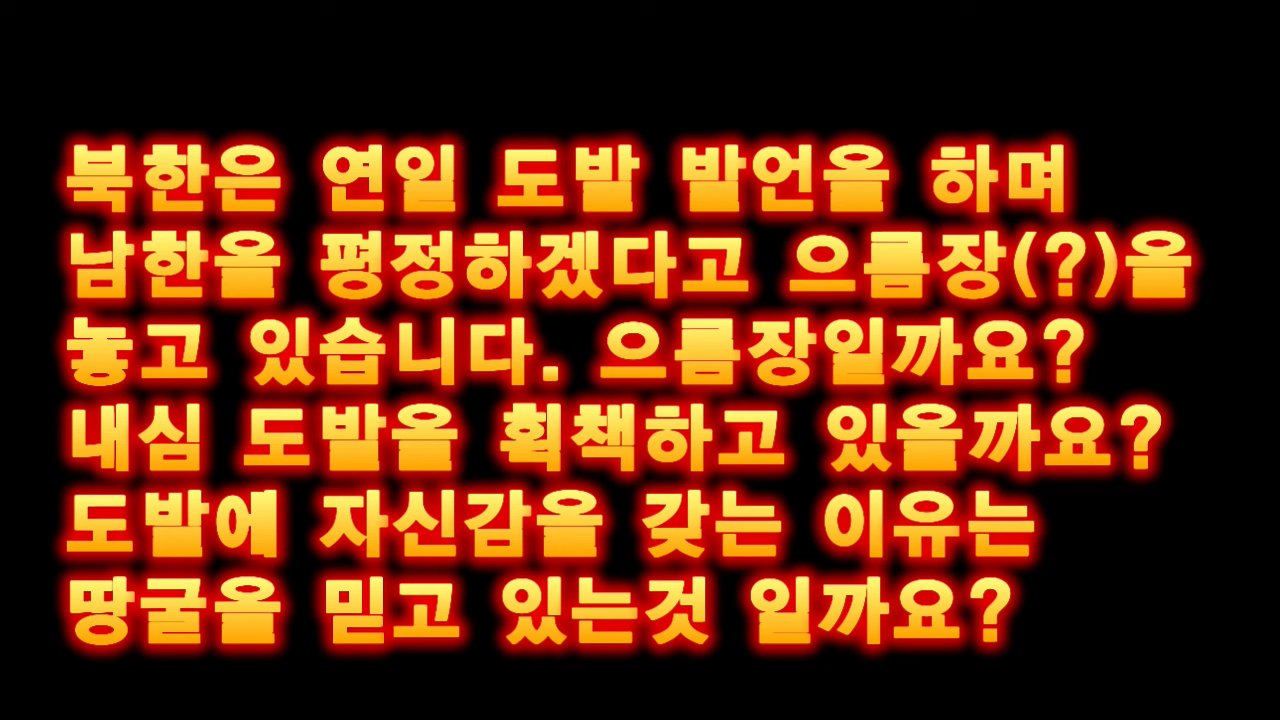 북한은 연일 도발 발언을 하며
남한을 평정하겠다고 으름장(?)을
놓고 있습니다. 으름장일까요?
내심 도발을 획책하고 있을까요?
도발에 자신감을 갖는 이유는
땅굴을 믿고 있는것 일까요?